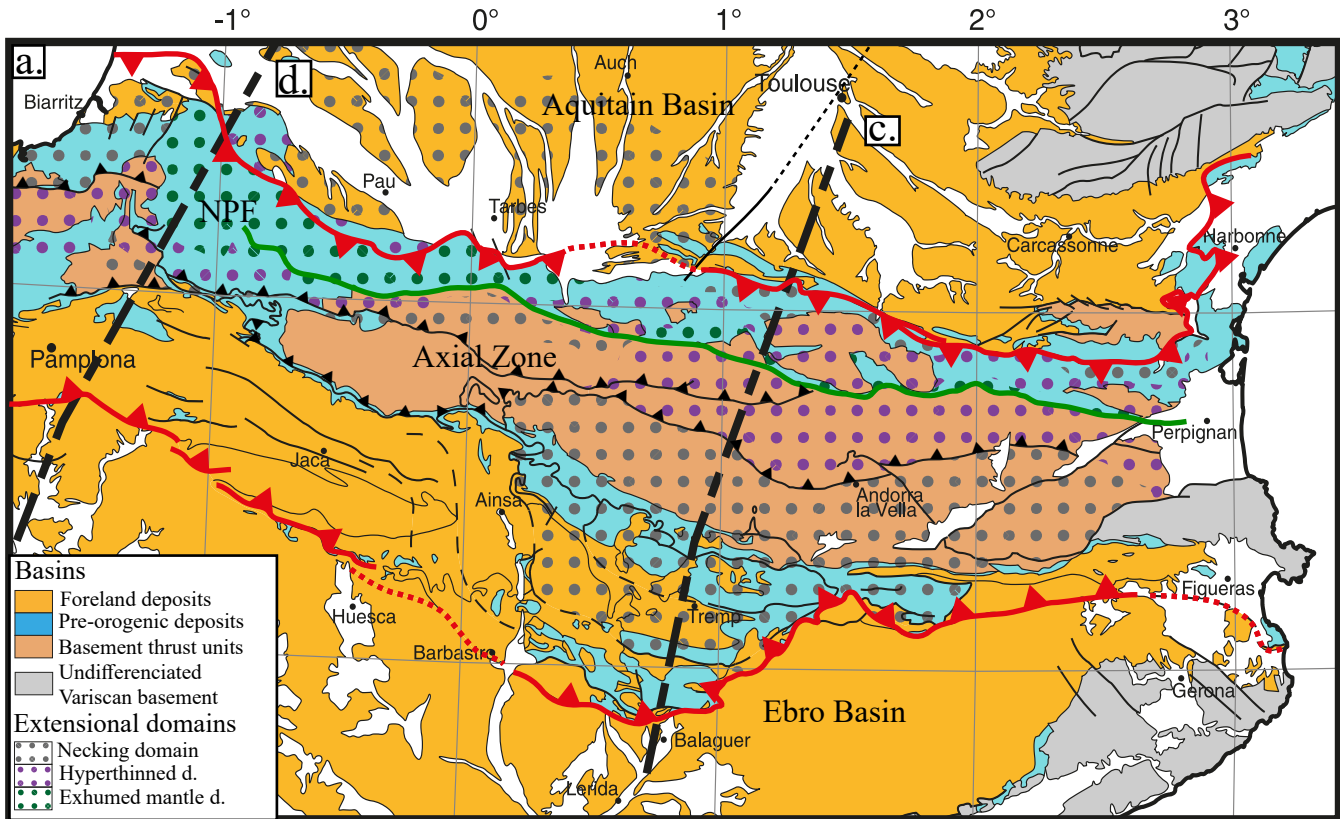 -1° 0° 1° 2° 3°
a.
d.
Biarritz
Auch
Toulouse
Aquitain Basin
c.
Pau
NPF
Tarbes
Carcassonne
Harbonne
Pamplona
Axial Zone
Perpignan
Jaca
Ainsa
Andorra
la Vella
Huesca
Tremp
Figueras
Barbastro
Gerona
Ebro Basin
Balaguer
Lerida
Basins
Foreland deposits
Pre-orogenic deposits
Basement thrust units
Undifferenciated
Variscan basement
Extensional domains
Necking domain
Hyperthinned d.
Exhumed mantle d.